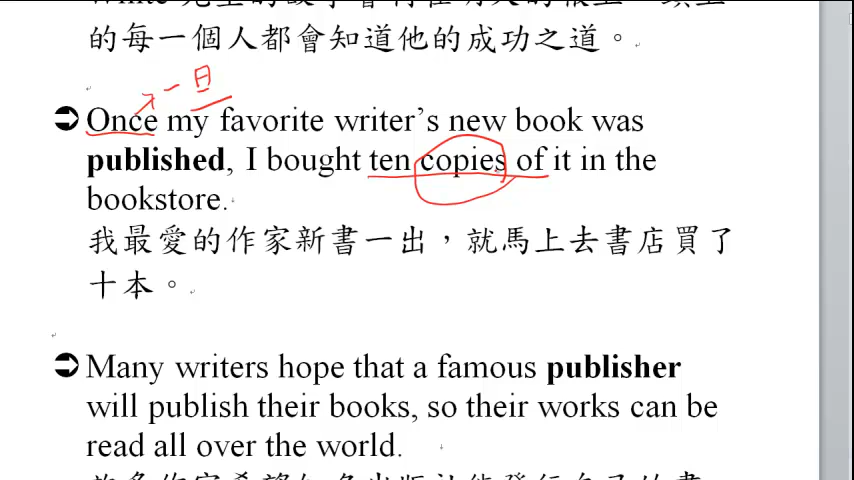 的每一個人都會知道他的成功之道。
一旦
➲ Once my favorite writer's new book was
published, I bought ten copies of it in the
bookstore.
我最愛的作家新書一出，就馬上去書店買了
十本。
➲ Many writers hope that a famous publisher
will publish their books, so their works can be
read all over the world.